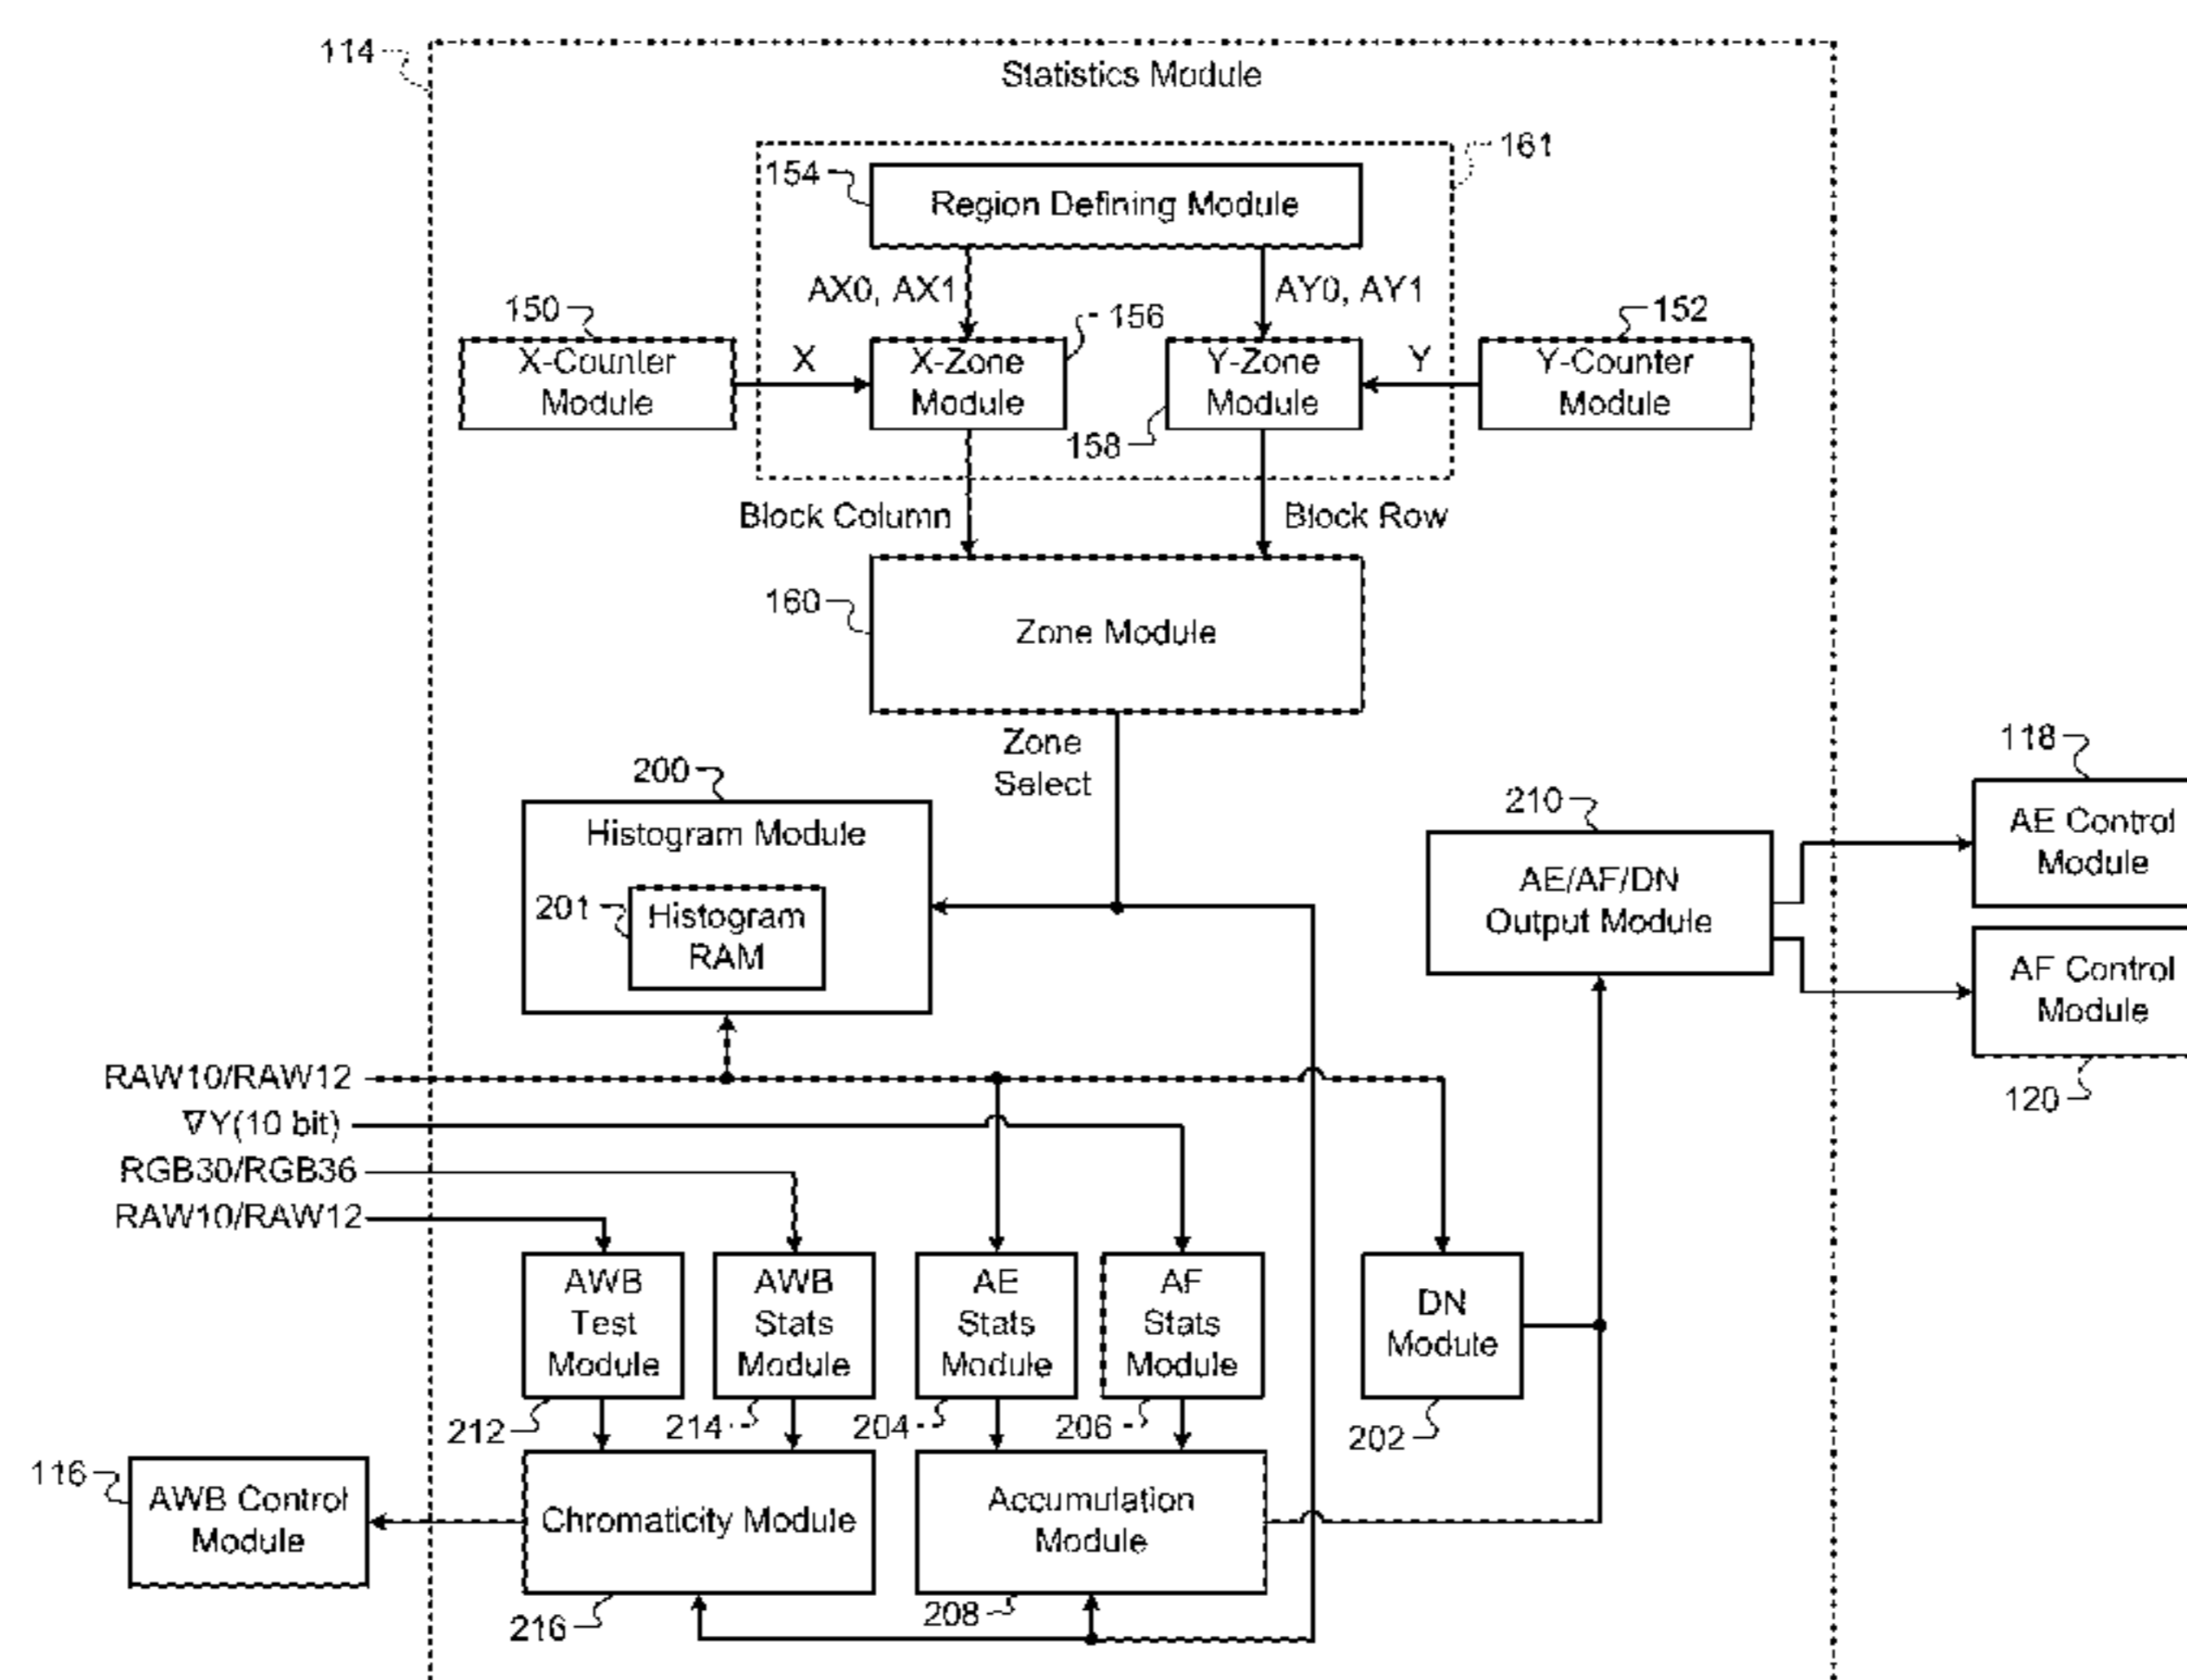 114
Statistics Module
161
154
Region Defining Module
AX0, AX1
AY0, AY1
150
156
152
X-Counter
Module
X
X-Zone
Module
Y-Zone
Module
Y
Y-Counter
Module
158
Block Column
Block Row
160
Zone Module
Zone
Select
200
Histogram Module
201
Histogram
RAM
210
AE/AF/DN
Output Module
118
AE Control
Module
AF Control
Module
120
RAW10/RAW12
∇Y(10 bit)
RGB30/RGB36
RAW10/RAW12
AWB
Test
Module
AWB
Stats
Module
AE
Stats
Module
AF
Stats
Module
DN
Module
212
214
204
206
202
116
AWB Control
Module
Chromaticity Module
Accumulation
Module
216
208